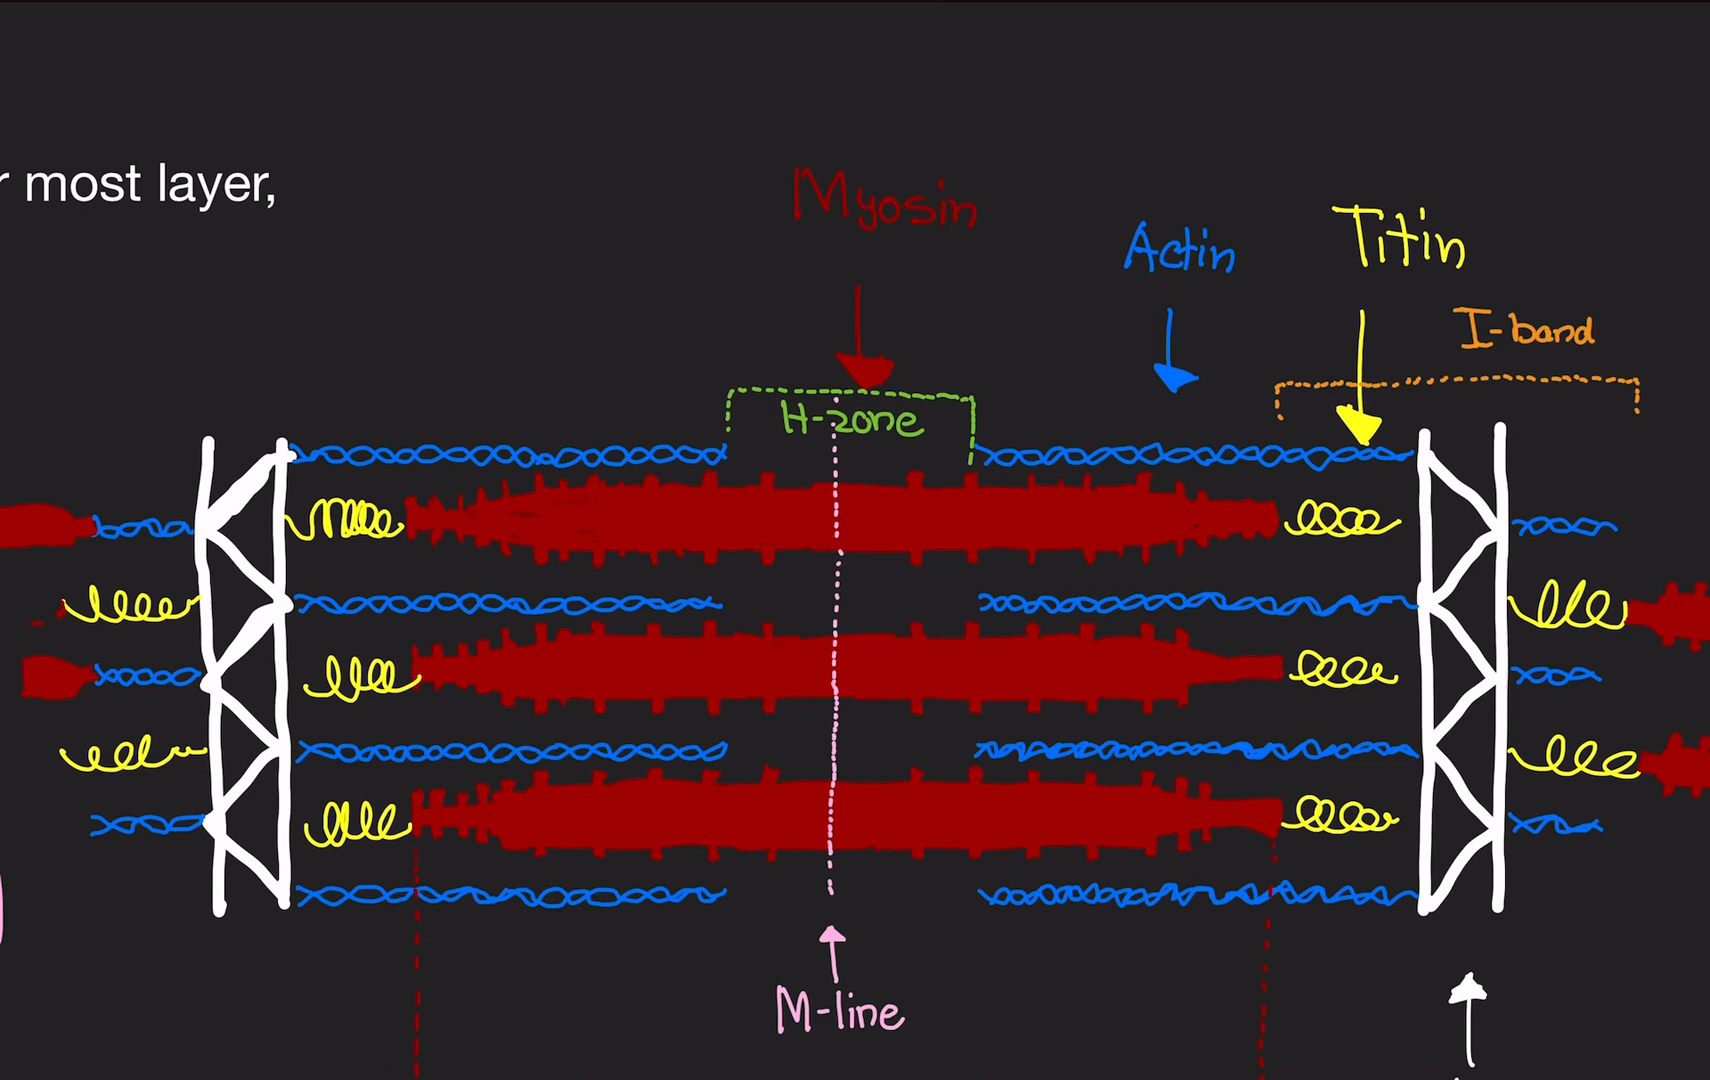 r most layer,
Myosin
Actin
Titin
I-band
H-zone
M-line